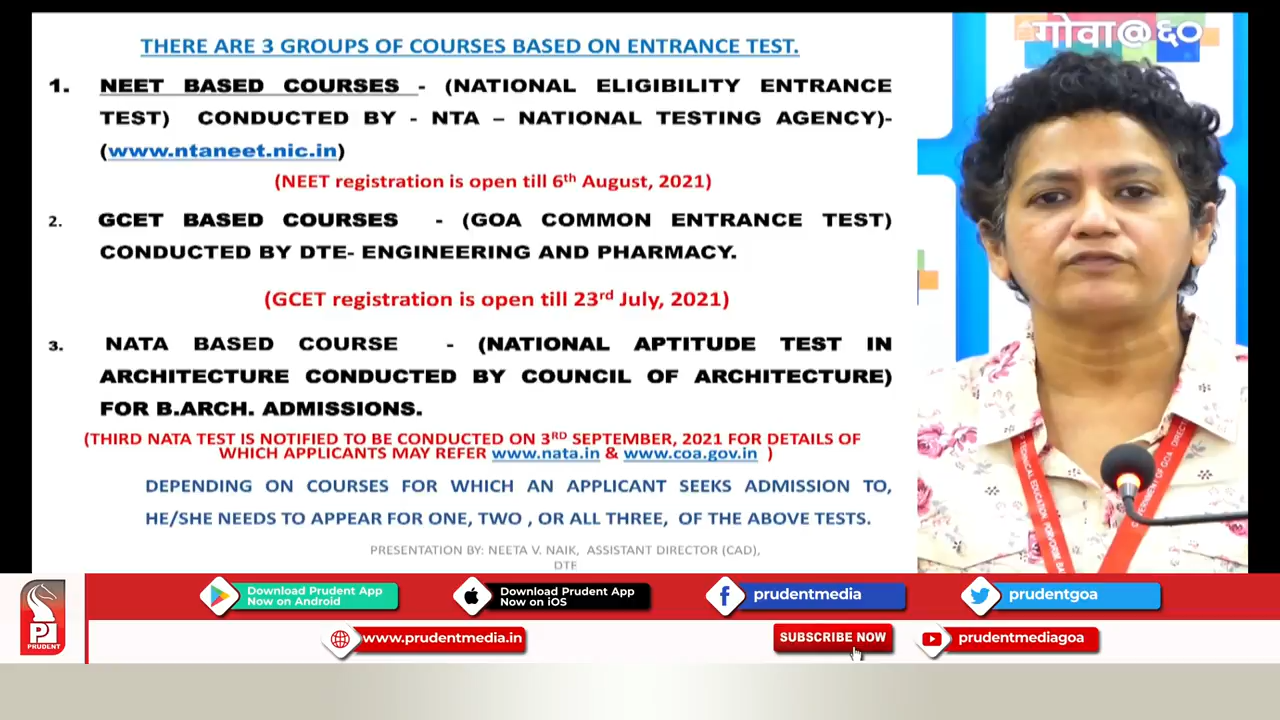 THERE ARE 3 GROUPS OF COURSES BASED ON ENTRANCE TEST.
1. NEET BASED COURSES - (NATIONAL ELIGIBILITY ENTRANCE
TEST) CONDUCTED BY - NTA – NATIONAL TESTING AGENCY)-
(www.ntaneet.nic.in)
(NEET registration is open till 6th August, 2021)
2. GCET BASED COURSES - (GOA COMMON ENTRANCE TEST)
CONDUCTED BY DTE- ENGINEERING AND PHARMACY.
(GCET registration is open till 23rd July, 2021)
3. NATA BASED COURSE - (NATIONAL APTITUDE TEST IN
ARCHITECTURE CONDUCTED BY COUNCIL OF ARCHITECTURE)
FOR B.ARCH. ADMISSIONS.
(THIRD NATA TEST IS NOTIFIED TO BE CONDUCTED ON 3RD SEPTEMBER, 2021 FOR DETAILS OF
WHICH APPLICANTS MAY REFER www.nata.in & www.coa.gov.in )
DEPENDING ON COURSES FOR WHICH AN APPLICANT SEEKS ADMISSION TO,
HE/SHE NEEDS TO APPEAR FOR ONE, TWO , OR ALL THREE, OF THE ABOVE TESTS.
PRESENTATION BY: NEETA V. NAIK, ASSISTANT DIRECTOR (CAD),
DTE
गोवा@६०
TECHNICAL EDUCATION, PORVORIM
GOVERNMENT OF GOA
PRUDENT
Download Prudent App
Now on Android
Download Prudent App
Now on iOS
prudentmedia
prudentgoa
www.prudentmedia.in
SUBSCRIBE NOW
prudentmediagoa